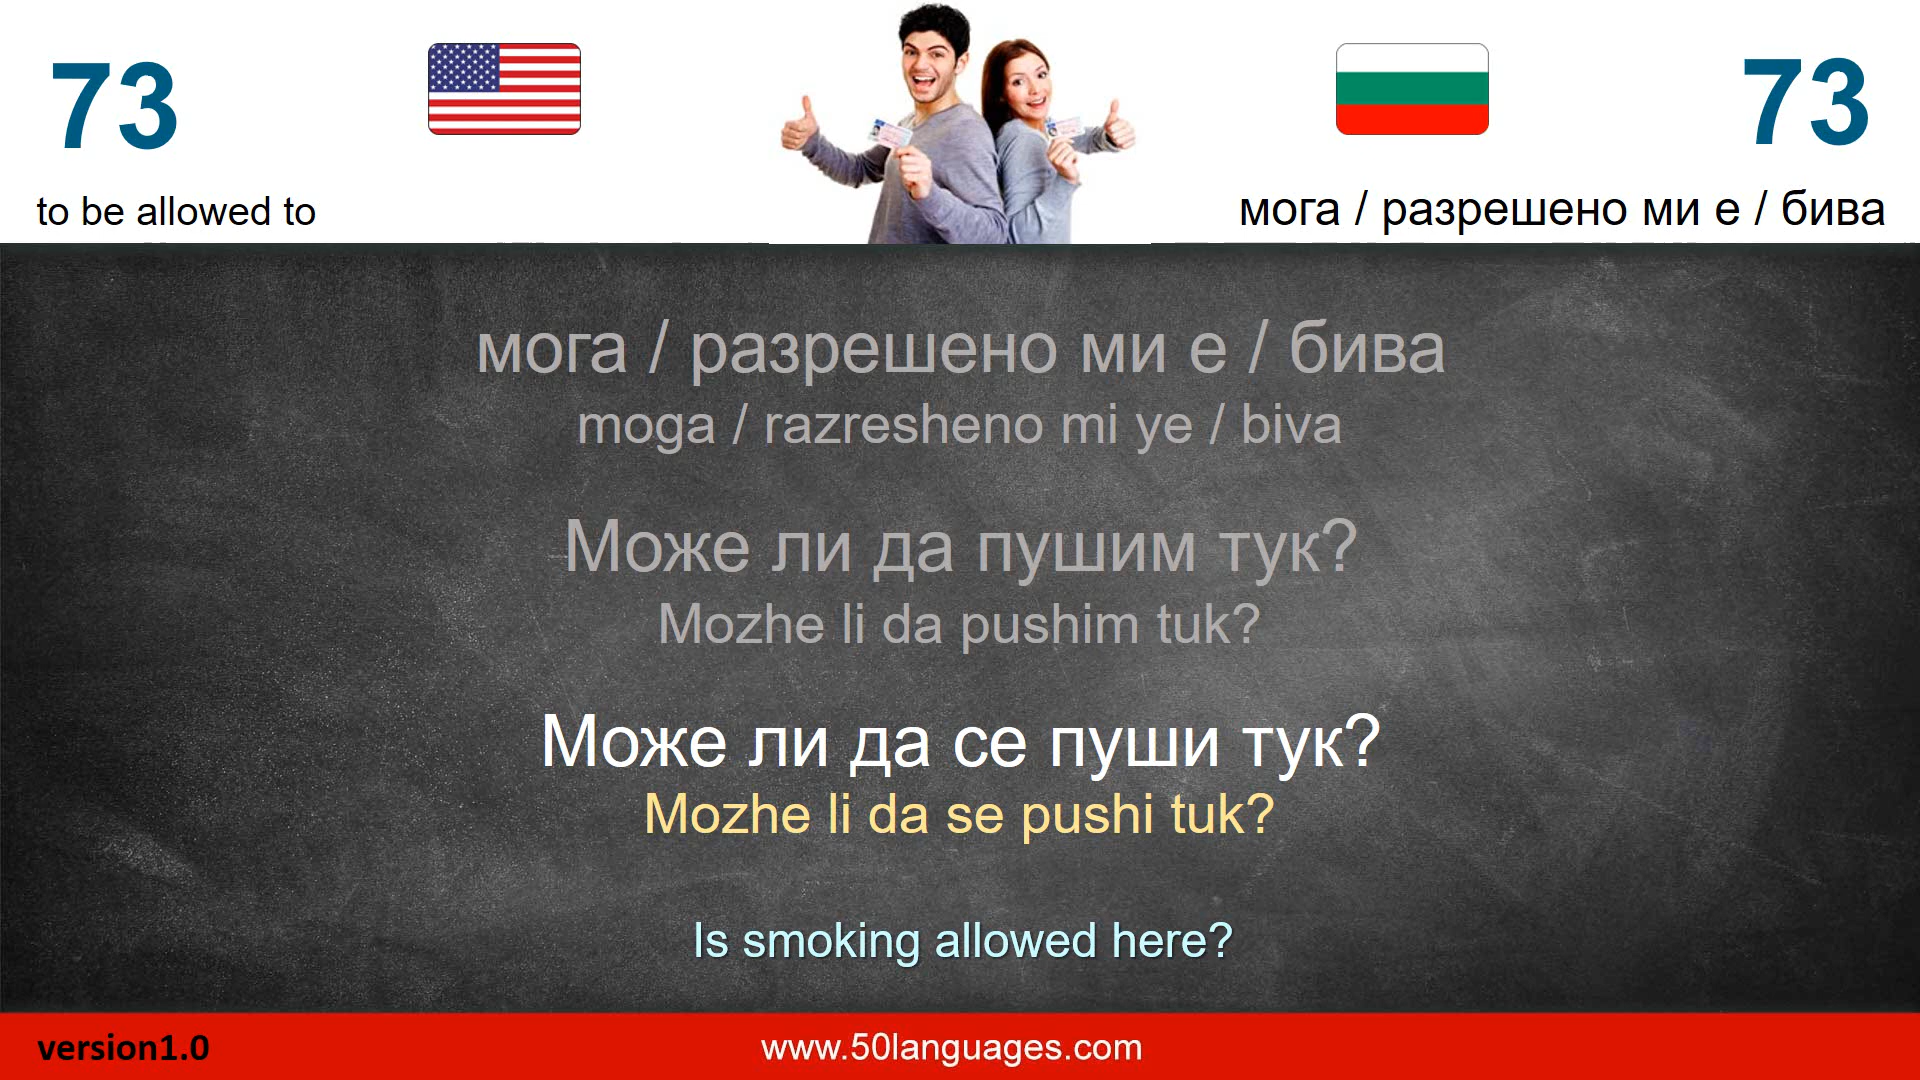 73
73
to be allowed to
мога / разрешено ми е / бива
мога / разрешено ми е / бива
moga / razresheno mi ye / biva
Може ли да пушим тук?
Mozhe li da pushim tuk?
Може ли да се пуши тук?
Mozhe li da se pushi tuk?
Is smoking allowed here?
version1.0
www.50languages.com